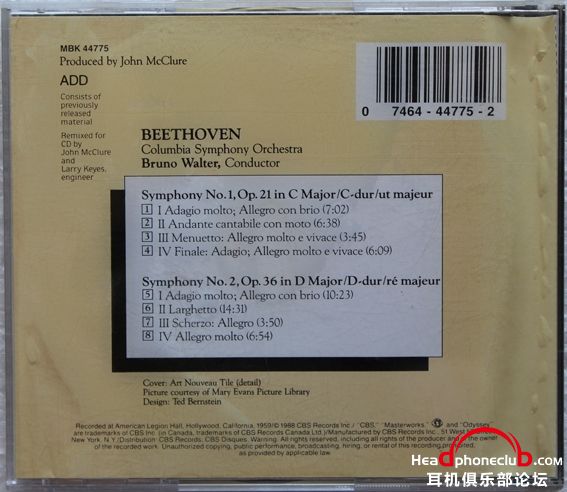 MBK 44775
Produced by John McClure
ADD
Consists of
previously
released
material
Remixed for
CD by
John McClure
and
Larry Keyes,
engineer
0 7464-44775-2
BEETHOVEN
Columbia Symphony Orchestra
Bruno Walter, Conductor
Symphony No. 1, Op. 21 in C Major/C-dur/ut majeur
1 I Adagio molto; Allegro con brio (7:02)
2 II Andante cantabile con moto (6:38)
3 III Menuetto: Allegro molto e vivace (3:45)
4 IV Finale: Adagio; Allegro molto e vivace (6:09)
Symphony No. 2, Op. 36 in D Major/D-dur/ré majeur
5 I Adagio molto; Allegro con brio (10:23)
6 II Larghetto (14:31)
7 III Scherzo: Allegro (3:50)
8 IV Allegro molto (6:54)
Cover: Art Nouveau Tile (detail)
Picture courtesy of Mary Evans Picture Library
Design: Ted Bernstein
Recorded at American Legion Hall, Hollywood, California, 1959/℗ 1988 CBS Records Inc./ "CBS," "Masterworks," and "Odyssey"
are trademarks of CBS Inc. (in Canada, trademarks of CBS Records Canada Ltd.)/Manufactured by CBS Records Inc., 51 West
New York, N.Y./Distribution: CBS Records; CBS Disques. Warning: All rights reserved, including all rights of the producer and of the owner
of the recorded work. Unauthorized copying, public performance, broadcasting, hiring, or rental of this recording is prohibited as
provided by applicable law.
Headphoneclub.com
耳机俱乐部论坛